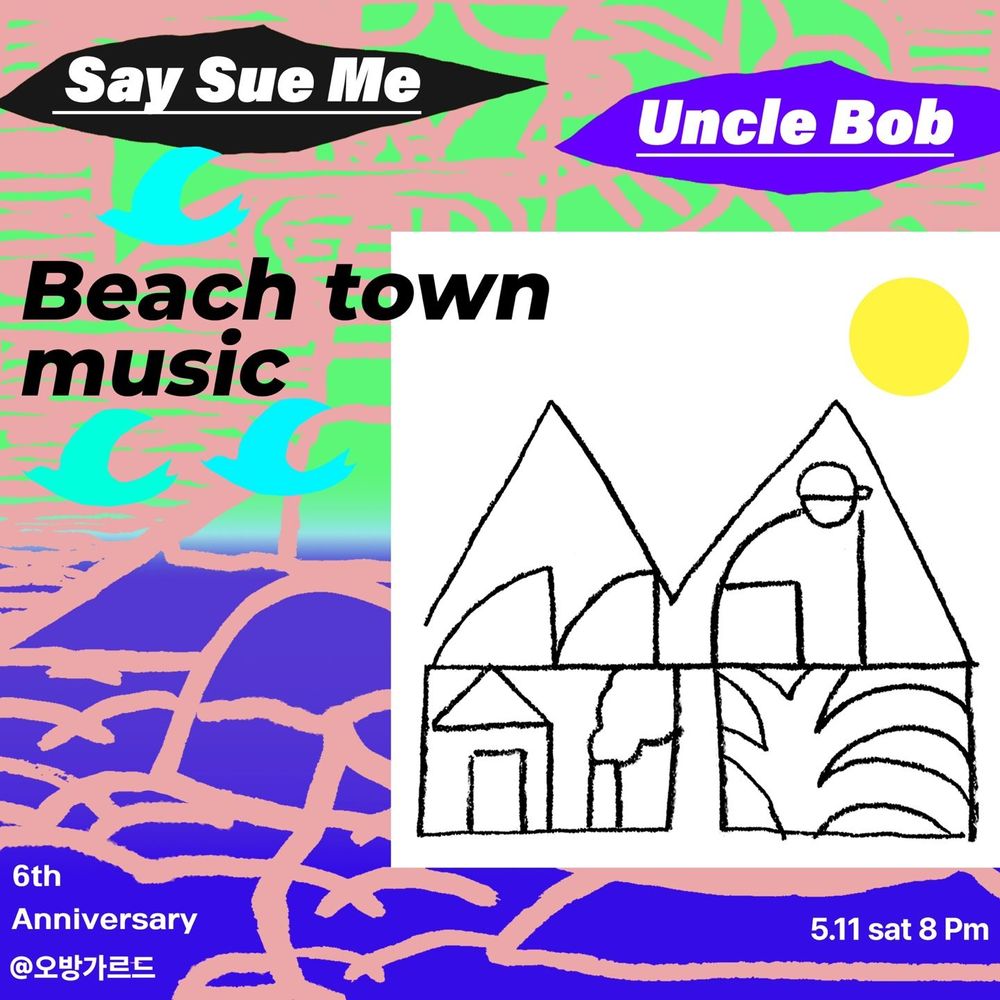 Say Sue Me
Uncle Bob
Beach town
music
6th
Anniversary
@오방가르드
5.11 sat 8 Pm